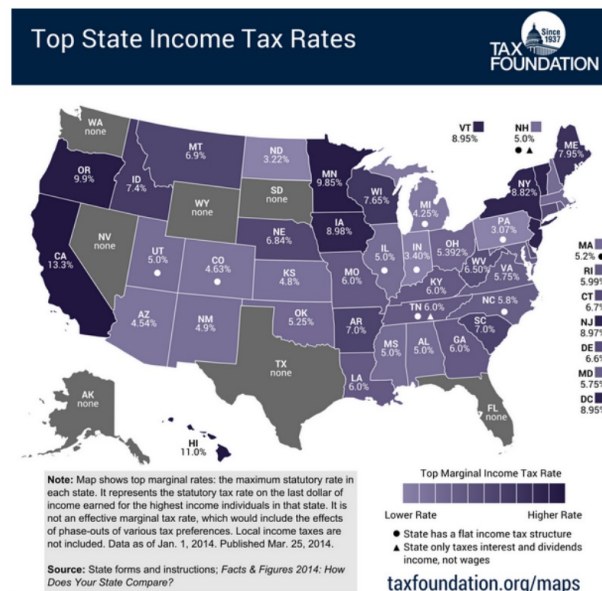 Top State Income Tax Rates
Since
1937
TAX
FOUNDATION
WA
none
MT
6.9%
ND
3.22%
MN
9.85%
VT
8.95%
NH
5.0%
ME
7.95%
OR
9.9%
ID
7.4%
SD
none
WI
7.65%
MI
4.25%
NY
8.82%
WY
none
IA
8.98%
PA
3.07%
NV
none
NE
6.84%
CA
13.3%
UT
5.0%
CO
4.63%
KS
4.8%
MO
6.0%
IL
5.0%
IN
3.40%
OH
5.392%
WV
6.50%
VA
5.75%
KY
6.0%
MA
5.2%
RI
5.99
CT
6.7
NJ
8.97
DE
6.6
MD
5.75
DC
8.95
TN 6.0%
NC 5.8%
AZ
4.54%
NM
4.9%
OK
5.25%
AR
7.0%
SC
7.0%
MS
5.0%
AL
5.0%
GA
6.0%
TX
none
LA
6.0%
AK
none
FL
none
HI
11.0%
Note: Map shows top marginal rates: the maximum statutory rate in
each state. It represents the statutory tax rate on the last dollar of
income earned for the highest income individuals in that state. It is
not an effective marginal tax rate, which would include the effects
of phase-outs of various tax preferences. Local income taxes are
not included. Data as of Jan. 1, 2014. Published Mar. 25, 2014.
Source: State forms and instructions; Facts & Figures 2014: How
Does Your State Compare?
Top Marginal Income Tax Rate
Lower Rate Higher Rate
● State has a flat income tax structure
▲ State only taxes interest and dividends
income, not wages
taxfoundation.org/maps